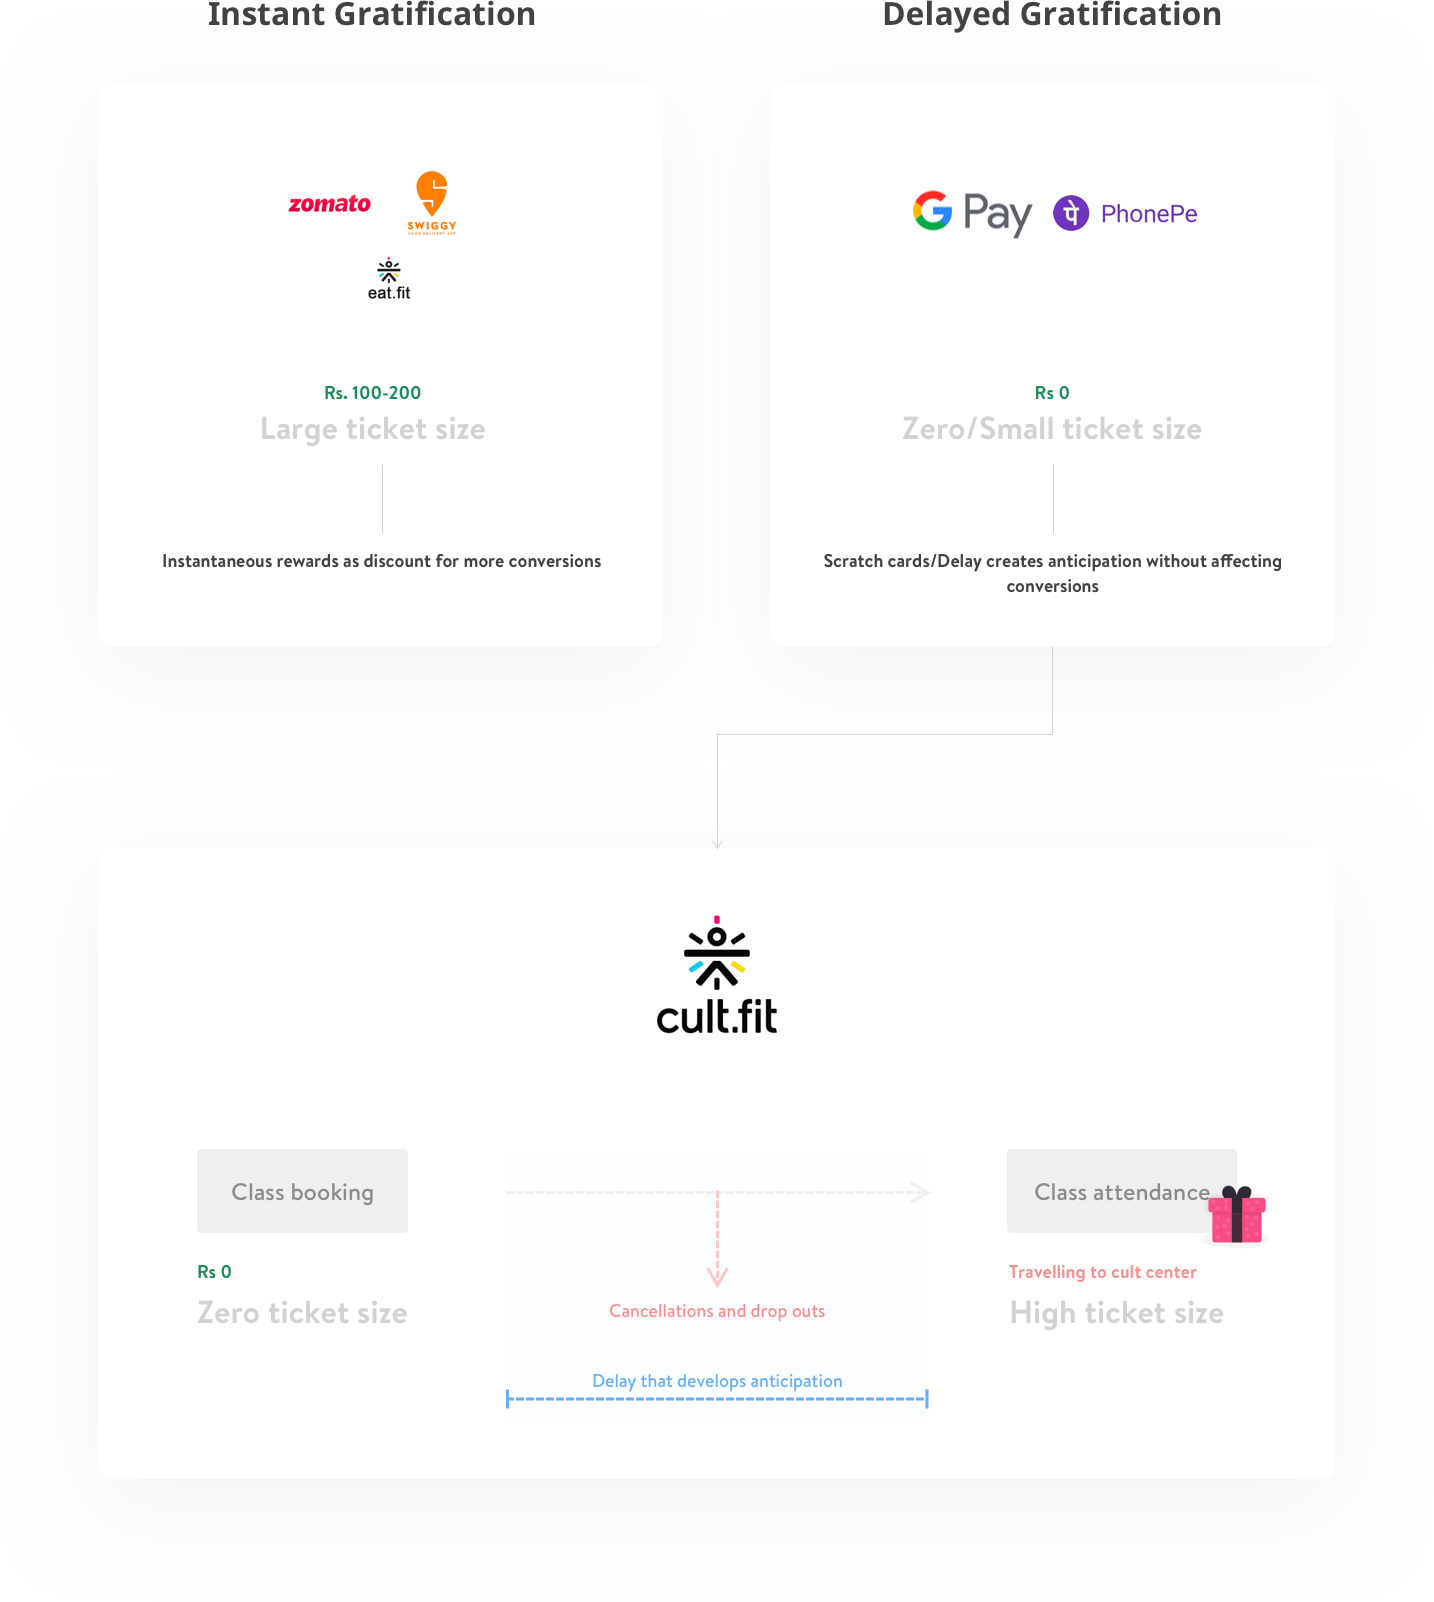 Instant Gratification
Delayed Gratification
zomato
SWIGGY
FOOD DELIVERY APP
eat.fit
G Pay
पे PhonePe
Rs. 100-200
Large ticket size
Instantaneous rewards as discount for more conversions
Rs 0
Zero/Small ticket size
Scratch cards/Delay creates anticipation without affecting
conversions
cult.fit
Class booking
Rs 0
Zero ticket size
Cancellations and drop outs
Delay that develops anticipation
Class attendance
Travelling to cult center
High ticket size